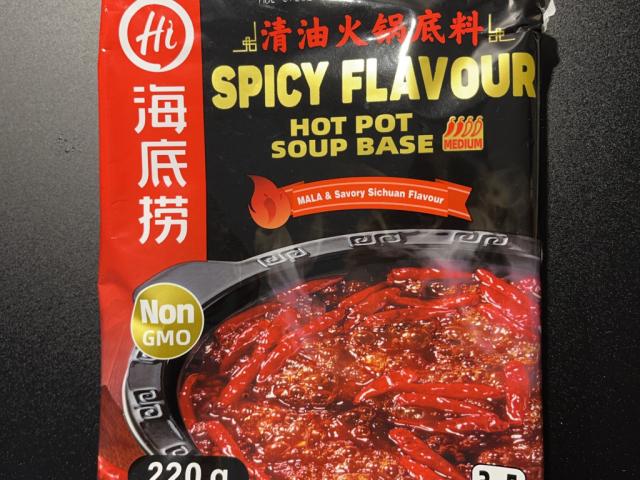 Hi
海底捞
清油火锅底料
SPICY FLAVOUR
HOT POT
SOUP BASE
MEDIUM
MALA & Savory Sichuan Flavour
Non
GMO
220 g